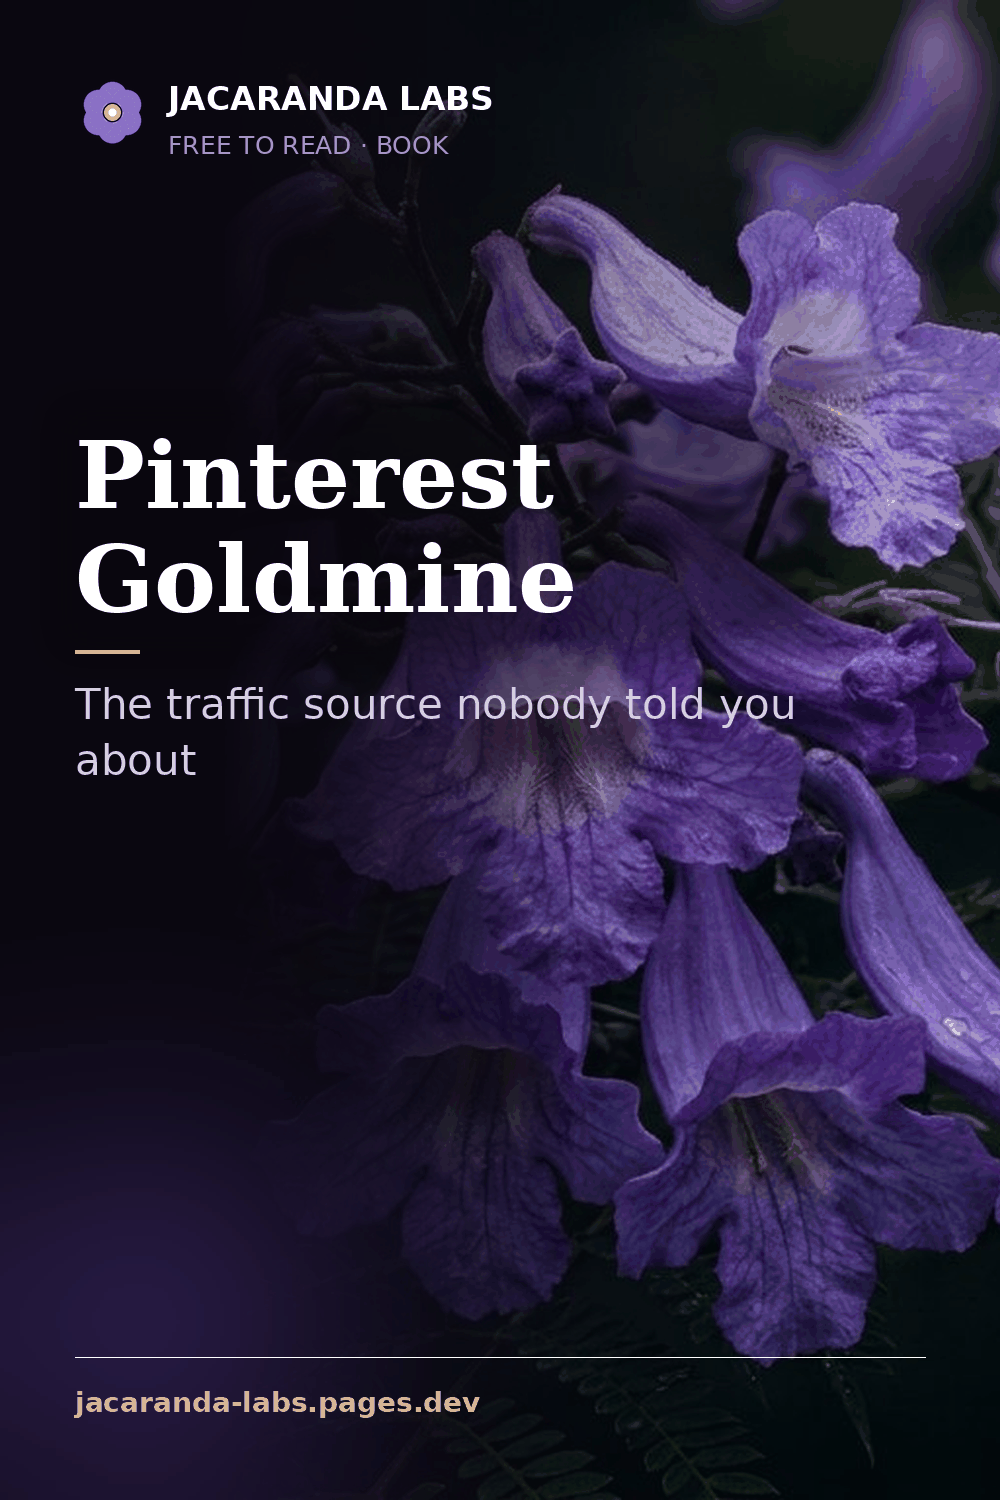 JACARANDA LABS
FREE TO READ · BOOK
Pinterest
Goldmine
The traffic source nobody told you
about
jacaranda-labs.pages.dev